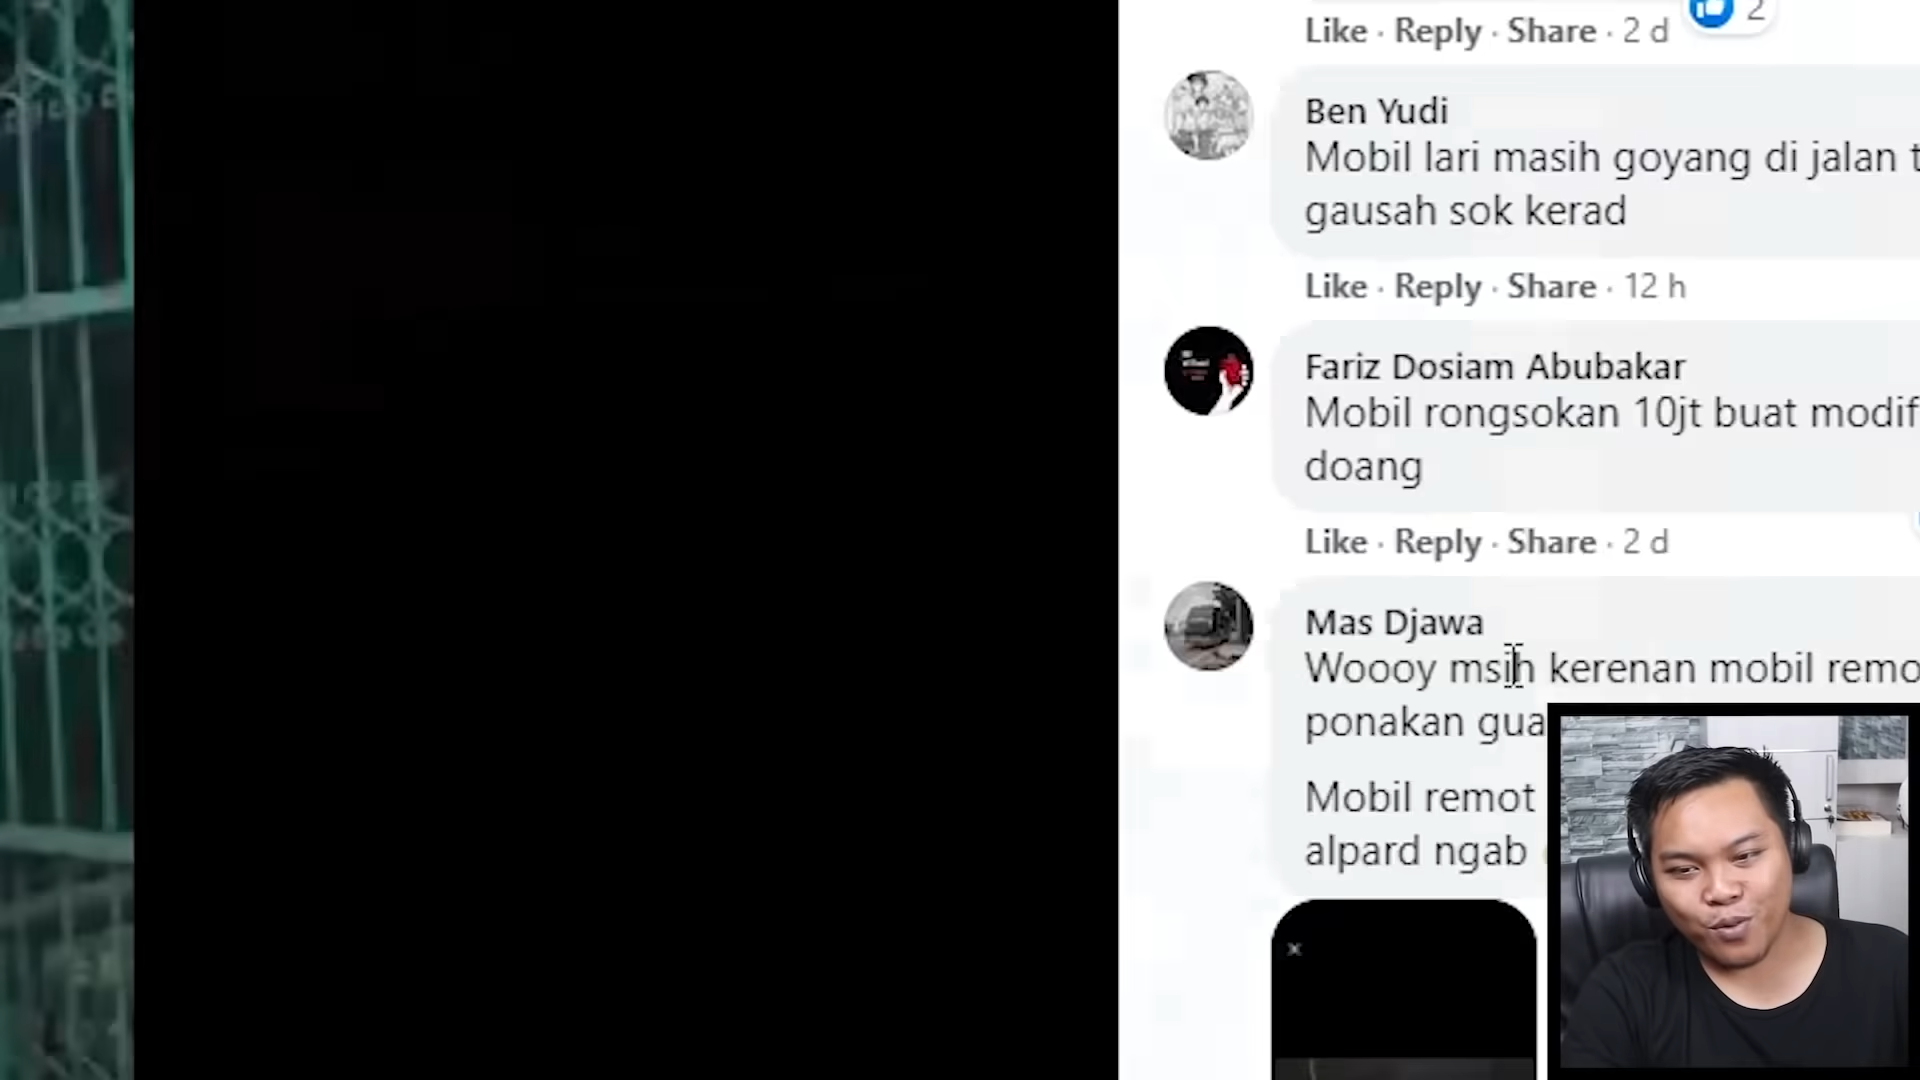 Like · Reply · Share · 2 d
2
Ben Yudi
Mobil lari masih goyang di jalan
gausah sok kerad
Like · Reply · Share · 12 h
Fariz Dosiam Abubakar
Mobil rongsokan 10jt buat modif
doang
Like · Reply · Share · 2 d
Mas Djawa
Woooy msih kerenan mobil remo
ponakan gua
Mobil remot
alpard ngab